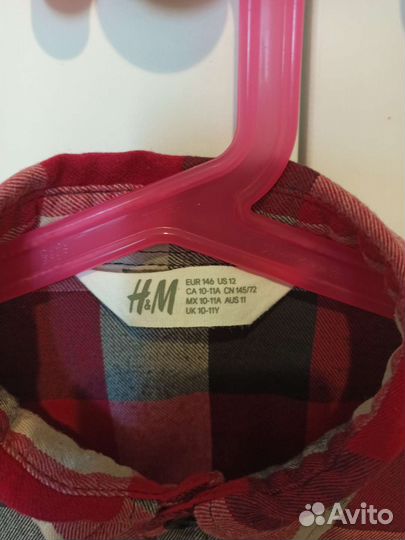 H&M
EUR 146 US 12
CA 10-11A CN 145/72
MX 10-11A AUS 11
UK 10-11Y
Avito